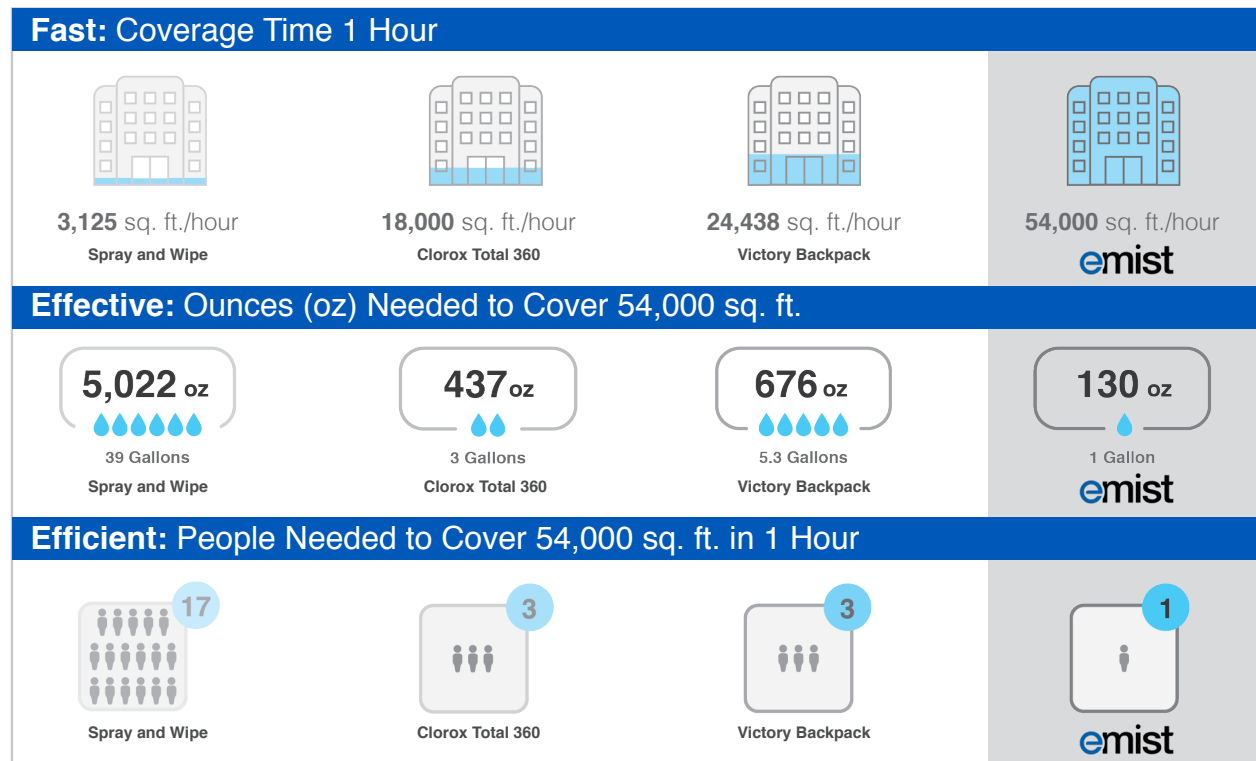 Fast: Coverage Time 1 Hour
3,125 sq. ft./hour
Spray and Wipe
18,000 sq. ft./hour
Clorox Total 360
24,438 sq. ft./hour
Victory Backpack
54,000 sq. ft./hour
emist
Effective: Ounces (oz) Needed to Cover 54,000 sq. ft.
5,022 oz
39 Gallons
Spray and Wipe
437 oz
3 Gallons
Clorox Total 360
676 oz
5.3 Gallons
Victory Backpack
130 oz
1 Gallon
emist
Efficient: People Needed to Cover 54,000 sq. ft. in 1 Hour
17
Spray and Wipe
3
Clorox Total 360
3
Victory Backpack
1
emist